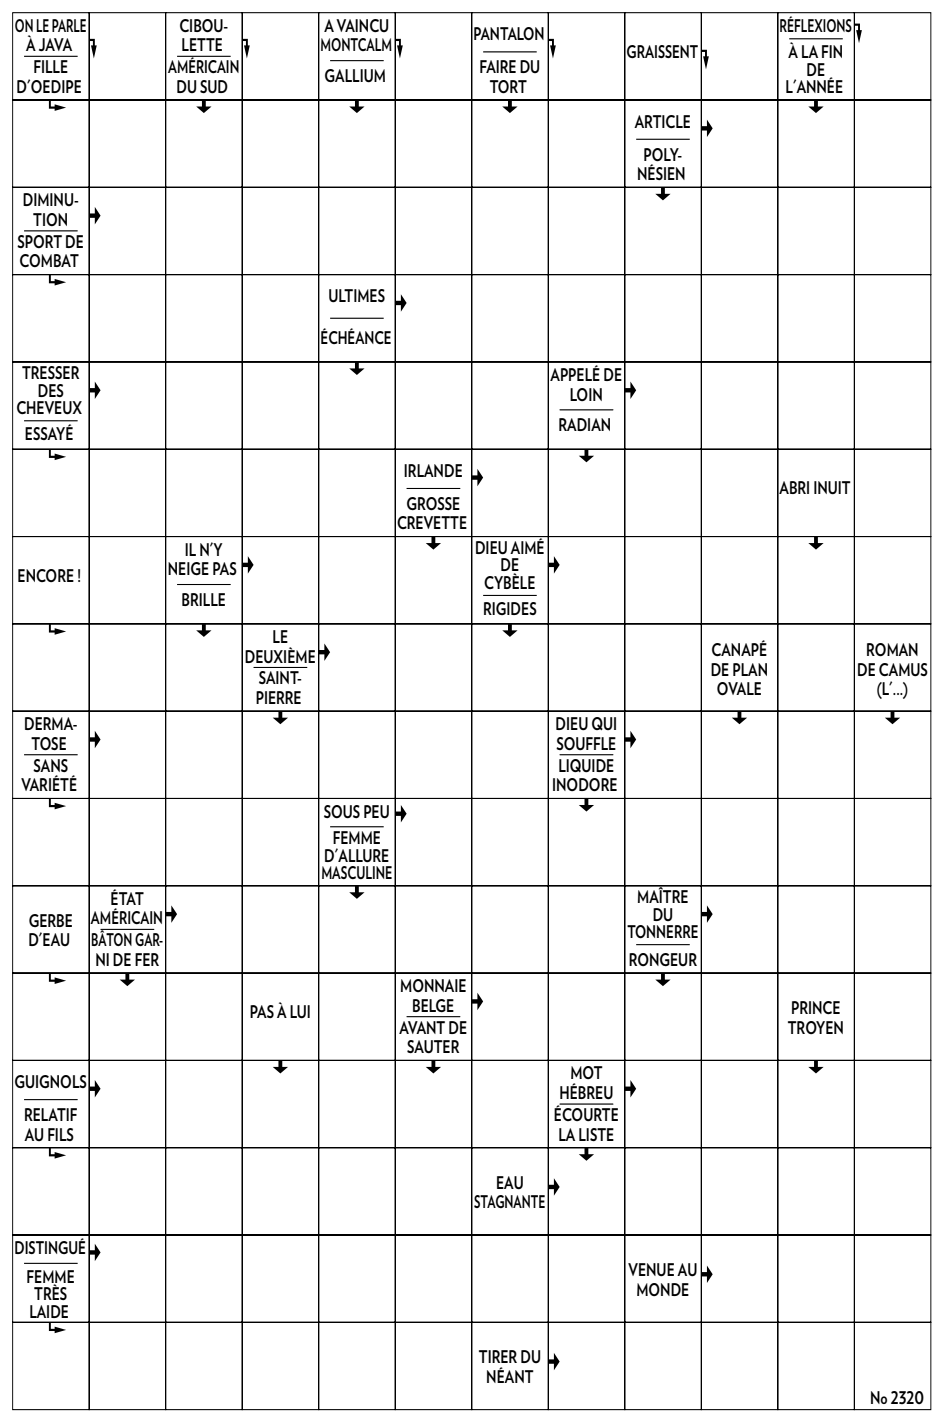 ON LE PARLE
À JAVA
FILLE
D'OEDIPE
CIBOU-
LETTE
AMÉRICAIN
DU SUD
A VAINCU
MONTCALM
GALLIUM
PANTALON
FAIRE DU
TORT
GRAISSENT
RÉFLEXIONS
À LA FIN
DE
L'ANNÉE
ARTICLE
POLY-
NÉSIEN
DIMINU-
TION
SPORT DE
COMBAT
ULTIMES
ÉCHÉANCE
TRESSER
DES
CHEVEUX
ESSAYÉ
APPELÉ DE
LOIN
RADIAN
IRLANDE
GROSSE
CREVETTE
ABRI INUIT
ENCORE !
IL N'Y
NEIGE PAS
BRILLE
DIEU AIMÉ
DE
CYBÈLE
RIGIDES
LE
DEUXIÈME
SAINT-
PIERRE
CANAPÉ
DE PLAN
OVALE
ROMAN
DE CAMUS
(L'...)
DERMA-
TOSE
SANS
VARIÉTÉ
DIEU QUI
SOUFFLE
LIQUIDE
INODORE
SOUS PEU
FEMME
D'ALLURE
MASCULINE
GERBE
D'EAU
ÉTAT
AMÉRICAIN
BÂTON GAR-
NI DE FER
MAÎTRE
DU
TONNERRE
RONGEUR
PAS À LUI
MONNAIE
BELGE
AVANT DE
SAUTER
PRINCE
TROYEN
GUIGNOLS
RELATIF
AU FILS
MOT
HÉBREU
ÉCOURTE
LA LISTE
EAU
STAGNANTE
DISTINGUÉ
FEMME
TRÈS
LAIDE
VENUE AU
MONDE
TIRER DU
NÉANT
No 2320